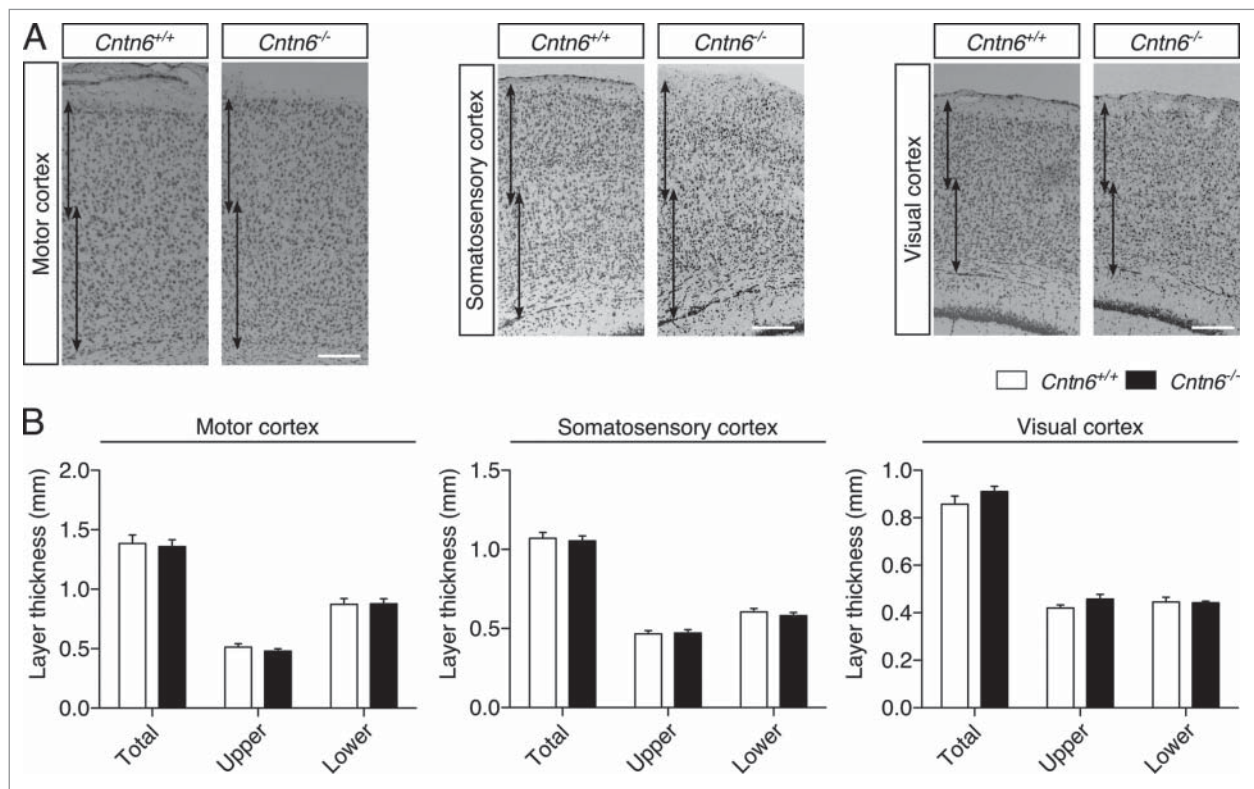 A
Cntn6+/+
Cntn6-/-
Motor cortex
Cntn6+/+
Cntn6-/-
Somatosensory cortex
Cntn6+/+
Cntn6-/-
Visual cortex
Cntn6+/+
Cntn6-/-
B
Motor cortex
Layer thickness (mm)
2.0
1.5
1.0
0.5
0.0
Total
Upper
Lower
Somatosensory cortex
Layer thickness (mm)
1.5
1.0
0.5
0.0
Total
Upper
Lower
Visual cortex
Layer thickness (mm)
1.0
0.8
0.6
0.4
0.2
0.0
Total
Upper
Lower